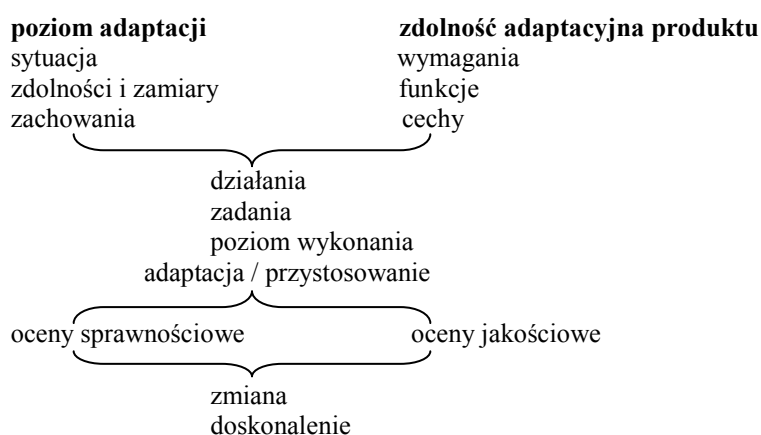 poziom adaptacji zdolność adaptacyjna produktu
sytuacja wymagania
zdolności i zamiary funkcje
zachowania cechy
działania
zadania
poziom wykonania
adaptacja / przystosowanie
oceny sprawnościowe oceny jakościowe
zmiana
doskonalenie